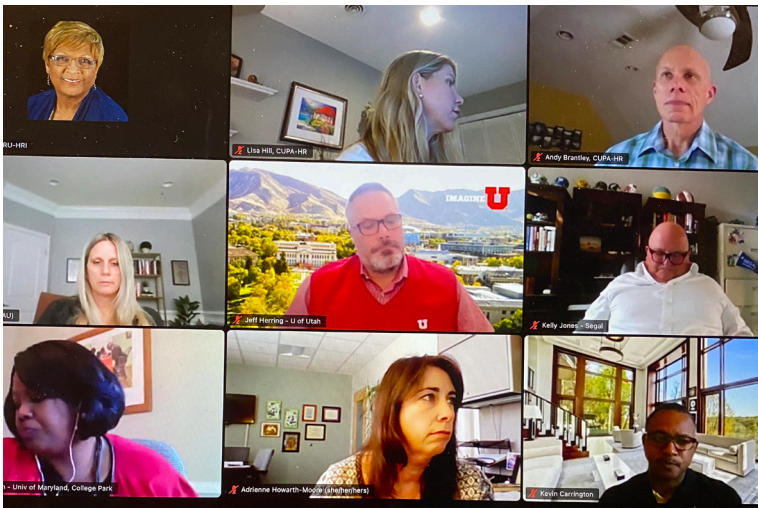 RU-HRI
Lisa Hill, CUPA-HR
Andy Brantley, CUPA-HR
IMAGINE U
AU)
Jeff Herring - U of Utah
U
Kelly Jones - Segal
n - Univ of Maryland, College Park
Adrienne Howarth-Moore (she/her/hers)
Kevin Carrington